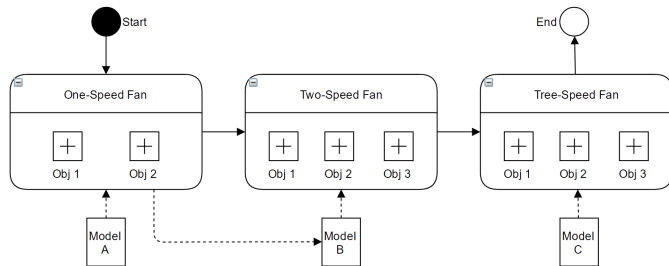 Start
End
One-Speed Fan
Two-Speed Fan
Tree-Speed Fan
Obj 1
Obj 2
Obj 1
Obj 2
Obj 3
Obj 1
Obj 2
Obj 3
Model
A
Model
B
Model
C